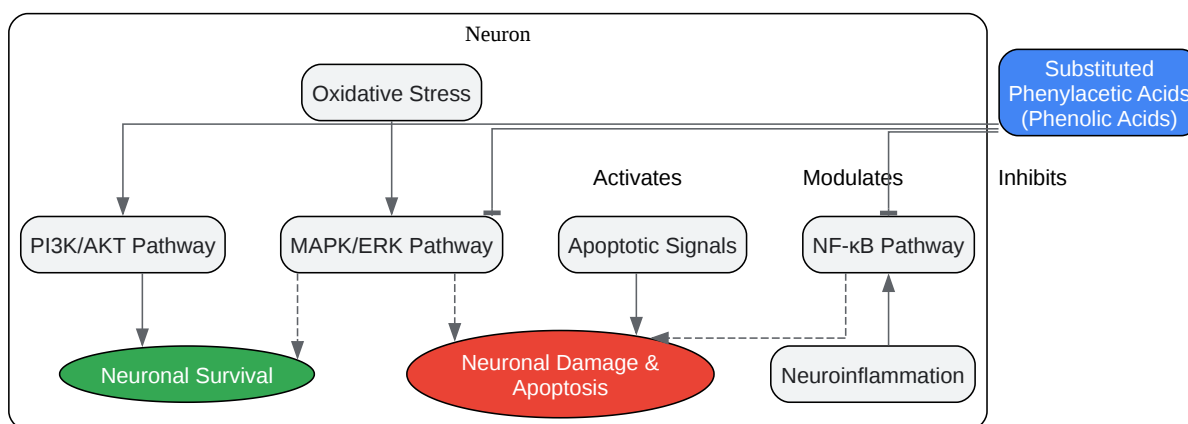 Neuron
Substituted
Phenylacetic Acids
(Phenolic Acids)
Oxidative Stress
Activates
Modulates
Inhibits
PI3K/AKT Pathway
MAPK/ERK Pathway
Apoptotic Signals
NF-κB Pathway
Neuronal Survival
Neuronal Damage &
Apoptosis
Neuroinflammation